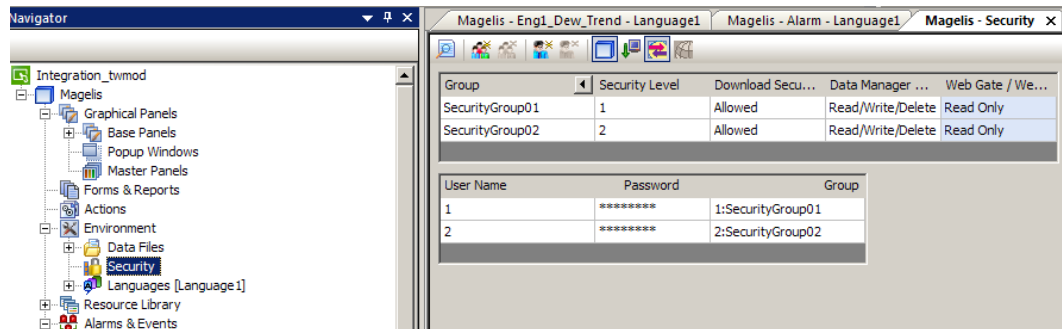 Navigator
Magelis - Eng1_Dew_Trend - Language1 Magelis - Alarm - Language1 Magelis - Security
Integration_twmod
Magelis
Graphical Panels
Base Panels
Popup Windows
Master Panels
Forms & Reports
Actions
Environment
Data Files
Security
Languages [Language1]
Resource Library
Alarms & Events
Group Security Level Download Secu... Data Manager ... Web Gate / We...
SecurityGroup01 1 Allowed Read/Write/Delete Read Only
SecurityGroup02 2 Allowed Read/Write/Delete Read Only
User Name Password Group
1 ******** 1:SecurityGroup01
2 ******** 2:SecurityGroup02